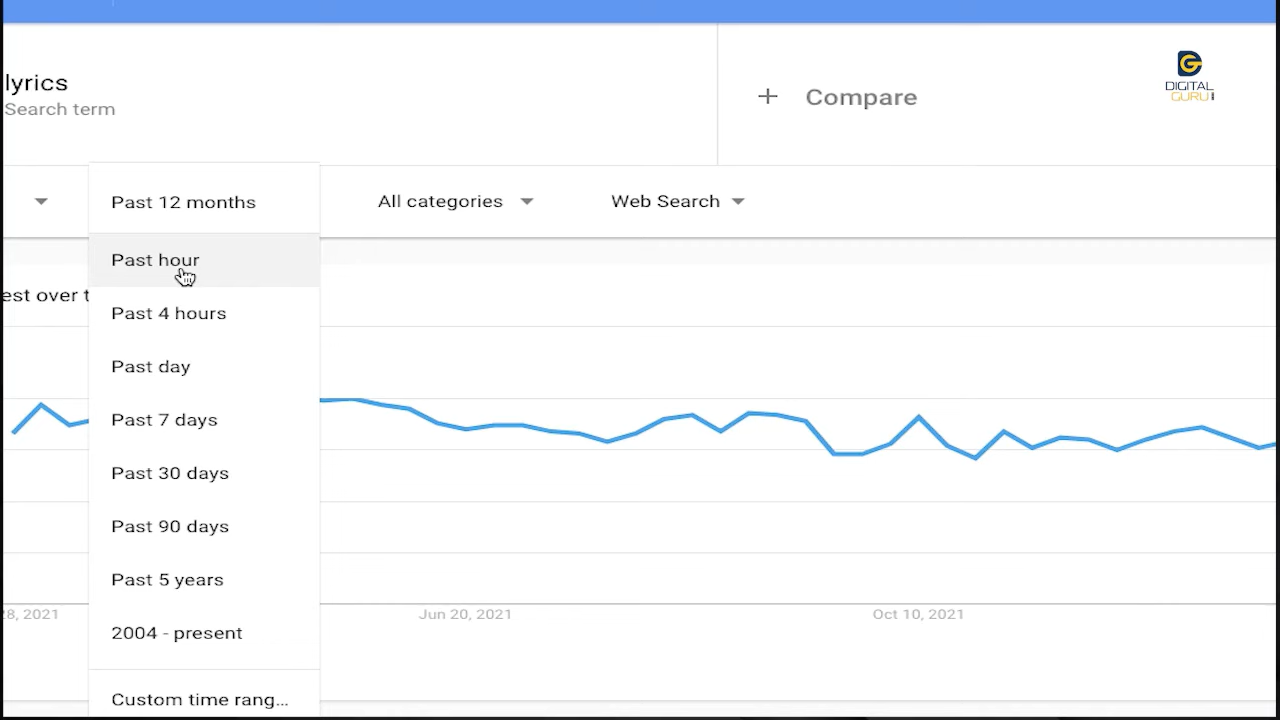 lyrics
Search term
Compare
DIGITAL
GURU
Past 12 months
All categories
Web Search
Past hour
est over t
Past 4 hours
Past day
Past 7 days
Past 30 days
Past 90 days
Past 5 years
28, 2021
Jun 20, 2021
Oct 10, 2021
2004 - present
Custom time rang...